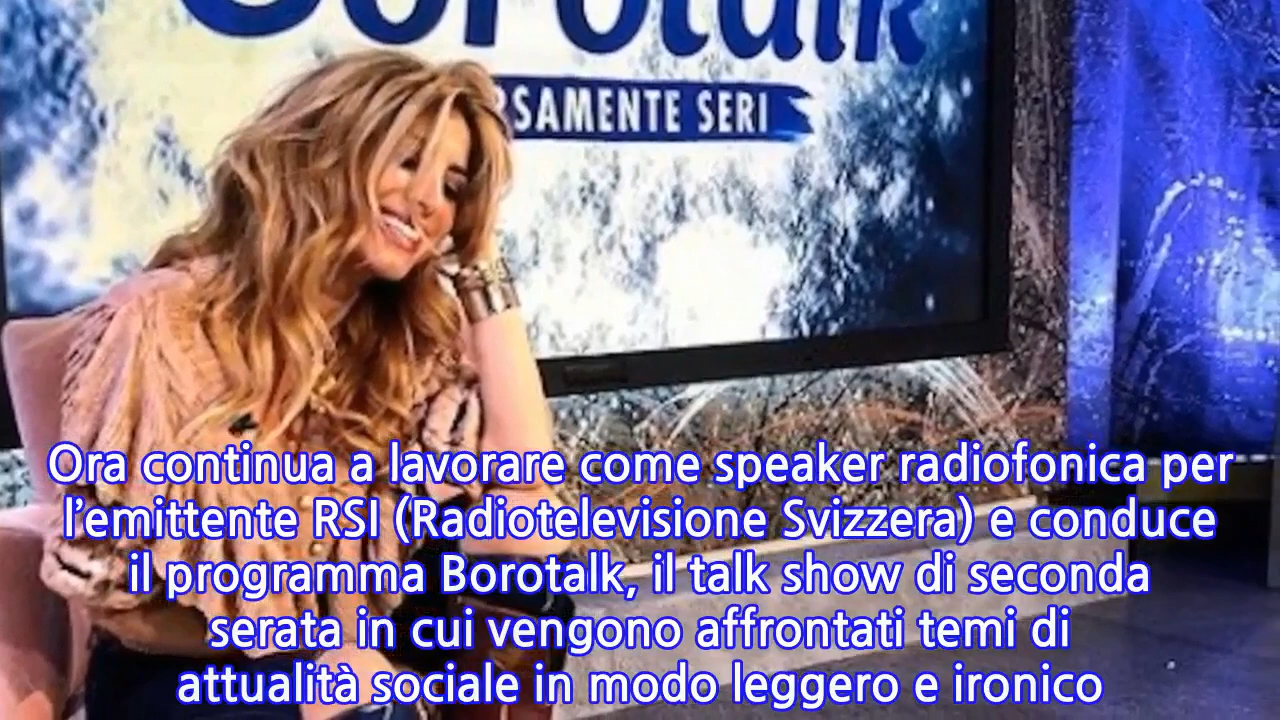 Borotalk
RSAMENTE SERI
Ora continua a lavorare come speaker radiofonica per
l'emittente RSI (Radiotelevisione Svizzera) e conduce
il programma Borotalk, il talk show di seconda
serata in cui vengono affrontati temi di
attualità sociale in modo leggero e ironico